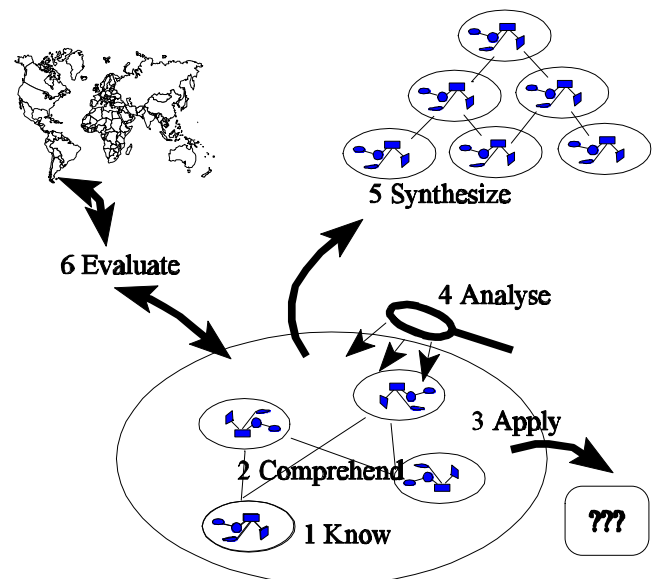 5 Synthesize
6 Evaluate
4 Analyse
3 Apply
2 Comprehend
???
1 Know